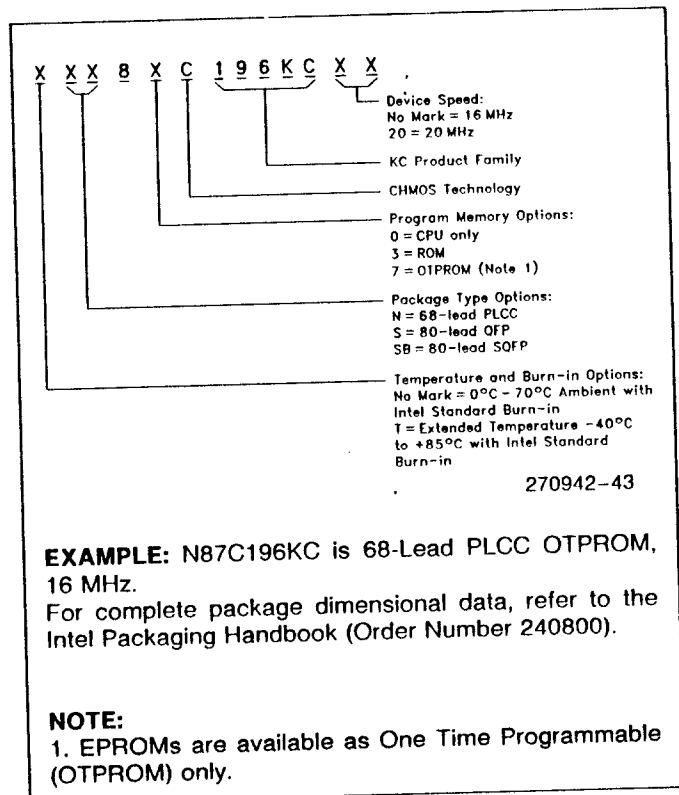 X XX 8 X C 196KC XX
Device Speed:
No Mark = 16 MHz
20 = 20 MHz
KC Product Family
CHMOS Technology
Program Memory Options:
0 = CPU only
3 = ROM
7 = OTPROM (Note 1)
Package Type Options:
N = 68-lead PLCC
S = 80-lead QFP
SB = 80-lead SQFP
Temperature and Burn-in Options:
No Mark = 0°C - 70°C Ambient with
Intel Standard Burn-in
T = Extended Temperature -40°C
to +85°C with Intel Standard
Burn-in
270942-43
EXAMPLE: N87C196KC is 68-Lead PLCC OTPROM,
16 MHz.
For complete package dimensional data, refer to the
Intel Packaging Handbook (Order Number 240800).
NOTE:
1. EPROMs are available as One Time Programmable
(OTPROM) only.